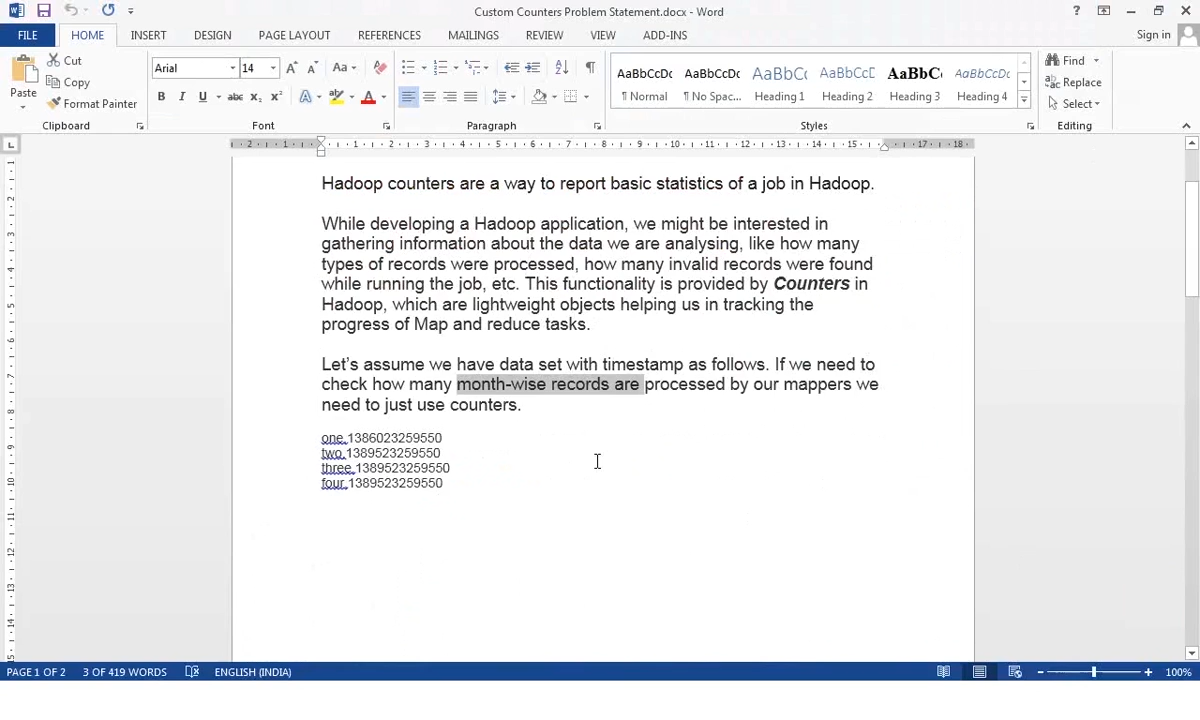 Custom Counters Problem Statement.docx - Word
?
FILE
HOME
INSERT
DESIGN
PAGE LAYOUT
REFERENCES
MAILINGS
REVIEW
VIEW
ADD-INS
Sign in
Paste
Cut
Copy
Format Painter
Clipboard
Arial
14
Font
Paragraph
AaBbCcDc
¶ Normal
AaBbCcDc
¶ No Spac...
AaBbCc
Heading 1
AaBbCcDc
Heading 2
AaBbC
Heading 3
AaBbCcDc
Heading 4
Styles
Find
Replace
Select
Editing
Hadoop counters are a way to report basic statistics of a job in Hadoop.
While developing a Hadoop application, we might be interested in
gathering information about the data we are analysing, like how many
types of records were processed, how many invalid records were found
while running the job, etc. This functionality is provided by Counters in
Hadoop, which are lightweight objects helping us in tracking the
progress of Map and reduce tasks.
Let's assume we have data set with timestamp as follows. If we need to
check how many month-wise records are processed by our mappers we
need to just use counters.
one,1386023259550
two,1389523259550
three,1389523259550
four,1389523259550
PAGE 1 OF 2
3 OF 419 WORDS
ENGLISH (INDIA)
100%